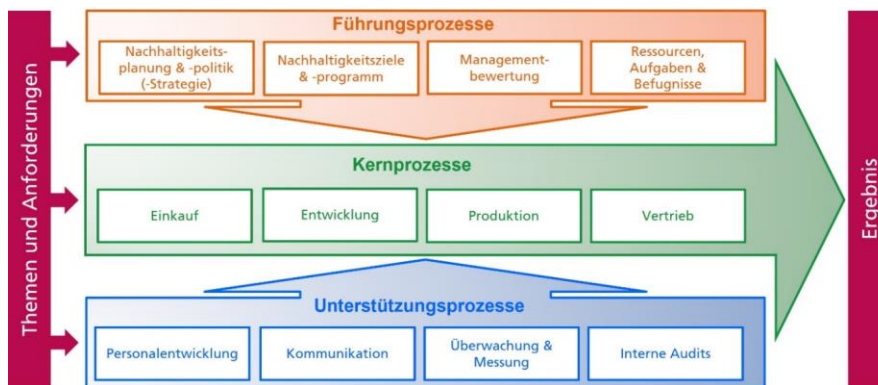 Themen und Anforderungen
Führungsprozesse
Nachhaltigkeits-
planung & -politik
(-Strategie)
Nachhaltigkeitsziele
& -programm
Management-
bewertung
Ressourcen,
Aufgaben &
Befugnisse
Kernprozesse
Einkauf
Entwicklung
Produktion
Vertrieb
Unterstützungsprozesse
Personalentwicklung
Kommunikation
Überwachung &
Messung
Interne Audits
Ergebnis